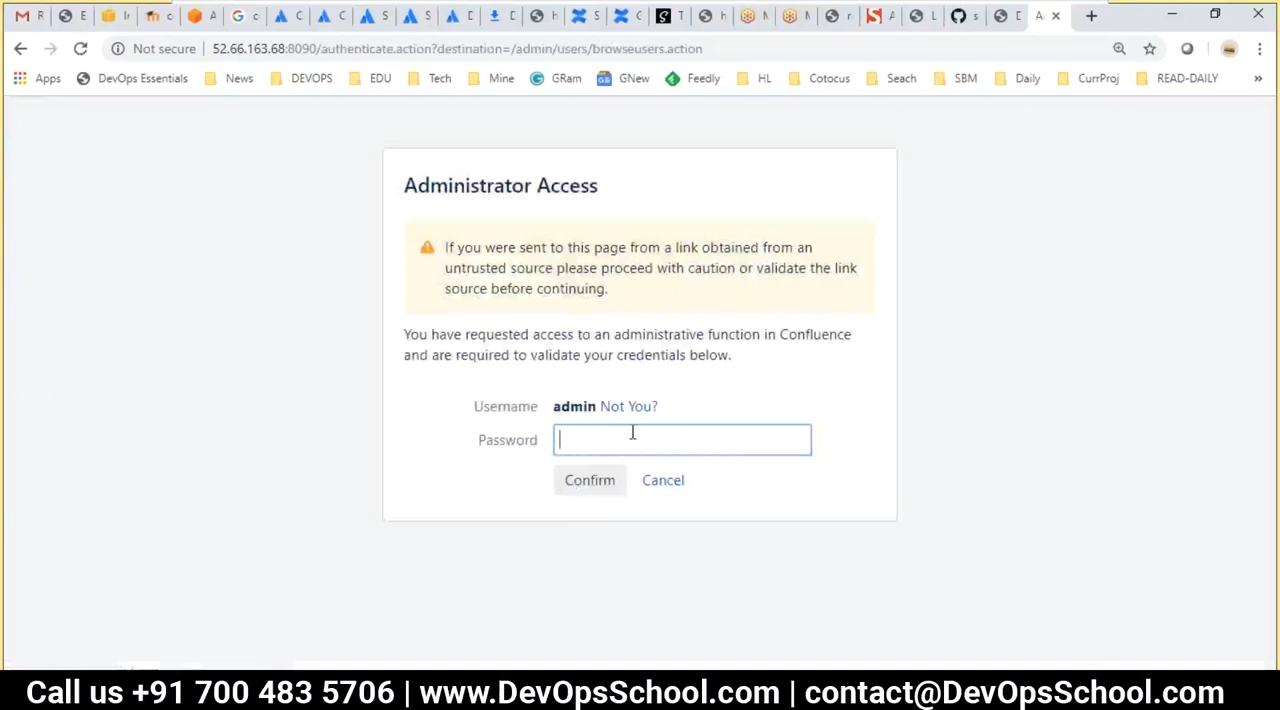 Not secure | 52.66.163.68:8090/authenticate.action?destination=/admin/users/browseusers.action
Apps DevOps Essentials News DEVOPS EDU Tech Mine GRam GNew Feedly HL Cotocus Seach SBM Daily CurrProj READ-DAILY »
Administrator Access
If you were sent to this page from a link obtained from an
untrusted source please proceed with caution or validate the link
source before continuing.
You have requested access to an administrative function in Confluence
and are required to validate your credentials below.
Username admin Not You?
Password
Confirm Cancel
Call us +91 700 483 5706 | www.DevOpsSchool.com | contact@DevOpsSchool.com